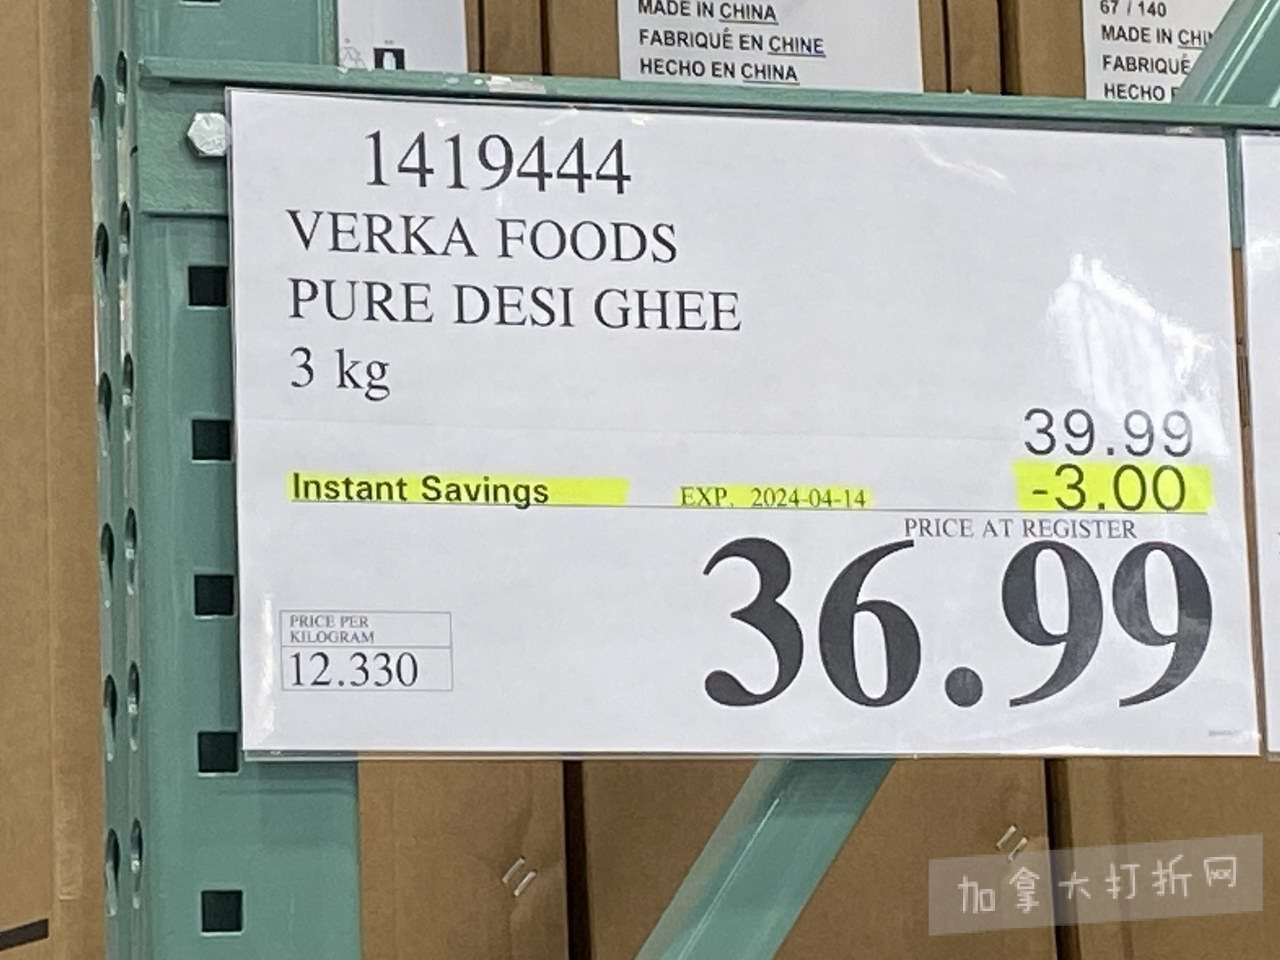 MADE IN CHINA
FABRIQUÉ EN CHINE
HECHO EN CHINA
67 / 140
MADE IN
FABRIQUÉ
HECHO
1419444
VERKA FOODS
PURE DESI GHEE
3 kg
39.99
Instant Savings EXP. 2024-04-14 -3.00
PRICE AT REGISTER
36.99
PRICE PER
KILOGRAM
12.330
加拿大打折网